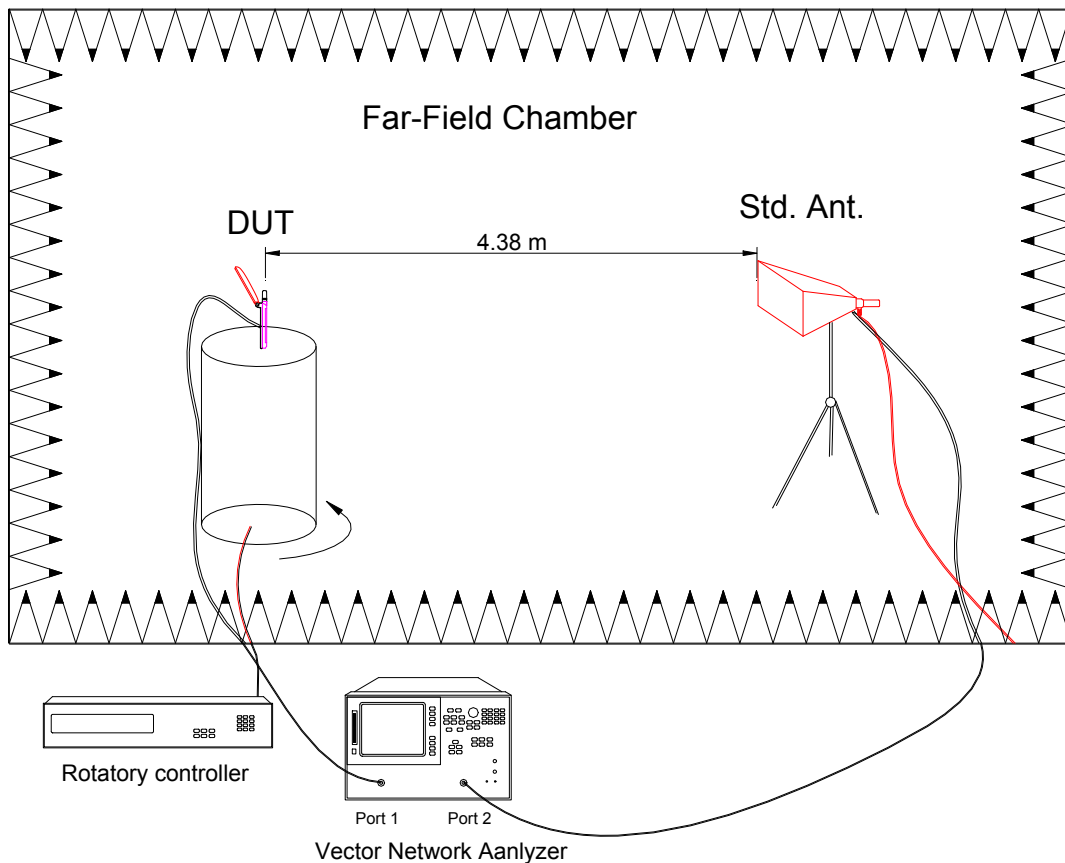 Far-Field Chamber
DUT
Std. Ant.
4.38 m
Rotatory controller
Port 1
Port 2
Vector Network Aanlyzer